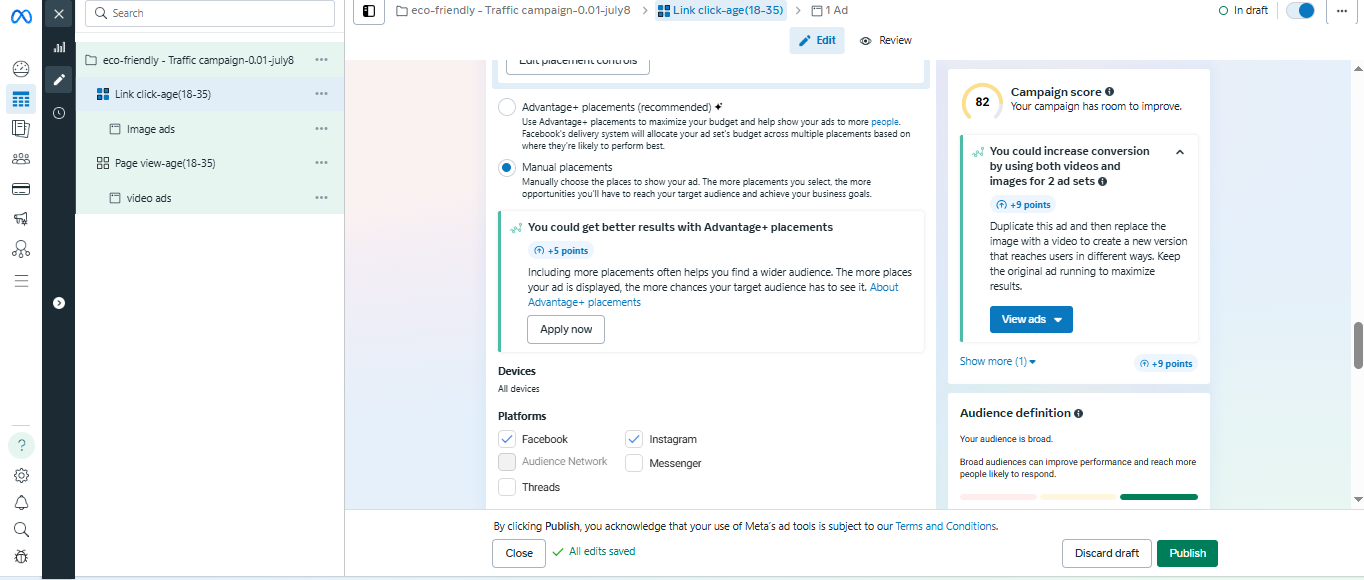 Search
eco-friendly - Traffic campaign-0.01-july8
Link click-age(18-35)
Image ads
Page view-age(18-35)
video ads
eco-friendly - Traffic campaign-0.01-july8
Link click-age(18-35)
1 Ad
In draft
Edit
Review
Edit placement controls
Advantage+ placements (recommended)
Use Advantage+ placements to maximize your budget and help show your ads to more people.
Facebook's delivery system will allocate your ad set's budget across multiple placements based on
where they're likely to perform best.
Manual placements
Manually choose the places to show your ad. The more placements you select, the more
opportunities you'll have to reach your target audience and achieve your business goals.
You could get better results with Advantage+ placements
+5 points
Including more placements often helps you find a wider audience. The more places
your ad is displayed, the more chances your target audience has to see it. About
Advantage+ placements
Apply now
Devices
All devices
Platforms
Facebook
Instagram
Audience Network
Messenger
Threads
82
Campaign score
Your campaign has room to improve.
You could increase conversion
by using both videos and
images for 2 ad sets
+9 points
Duplicate this ad and then replace the
image with a video to create a new version
that reaches users in different ways. Keep
the original ad running to maximize
results.
View ads
Show more (1)
+9 points
Audience definition
Your audience is broad.
Broad audiences can improve performance and reach more
people likely to respond.
By clicking Publish, you acknowledge that your use of Meta's ad tools is subject to our Terms and Conditions.
Close
All edits saved
Discard draft
Publish